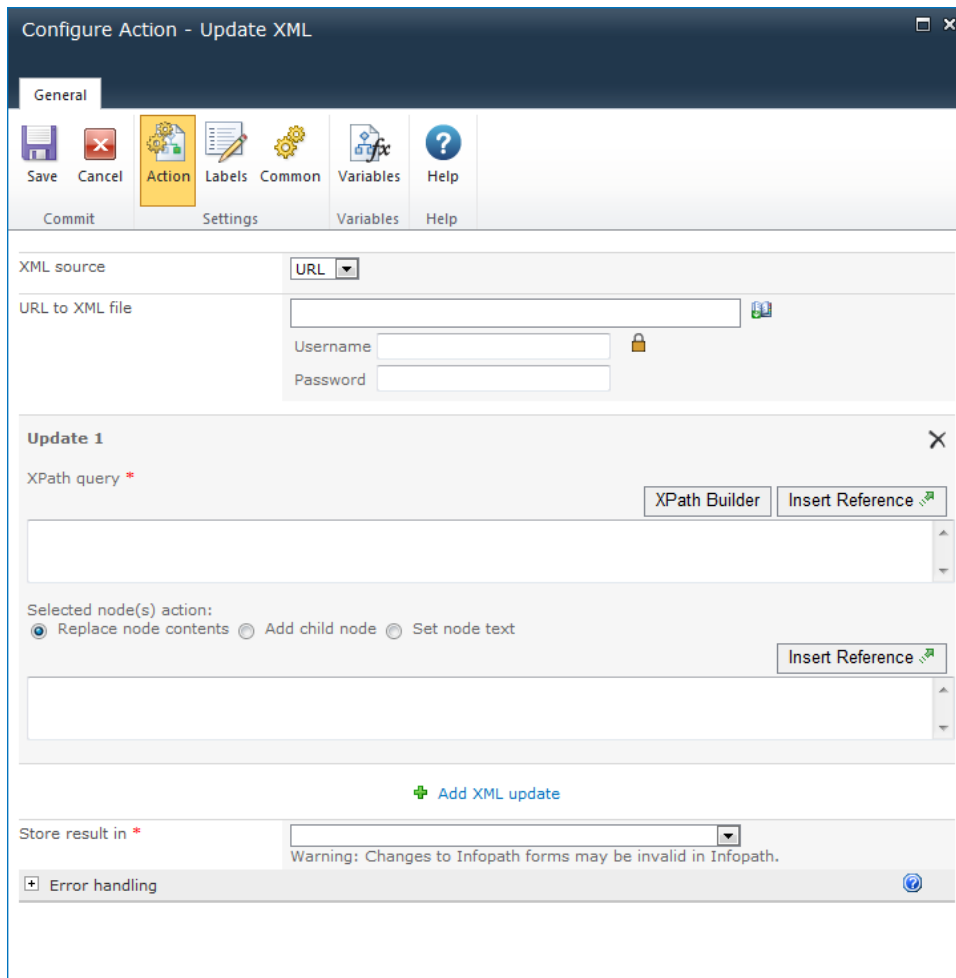 Configure Action - Update XML
General
Save Cancel Action Labels Common Variables Help
Commit Settings Variables Help
XML source URL
URL to XML file
Username
Password
Update 1
XPath query *
XPath Builder Insert Reference
Selected node(s) action:
Replace node contents Add child node Set node text
Insert Reference
Add XML update
Store result in *
Warning: Changes to Infopath forms may be invalid in Infopath.
Error handling